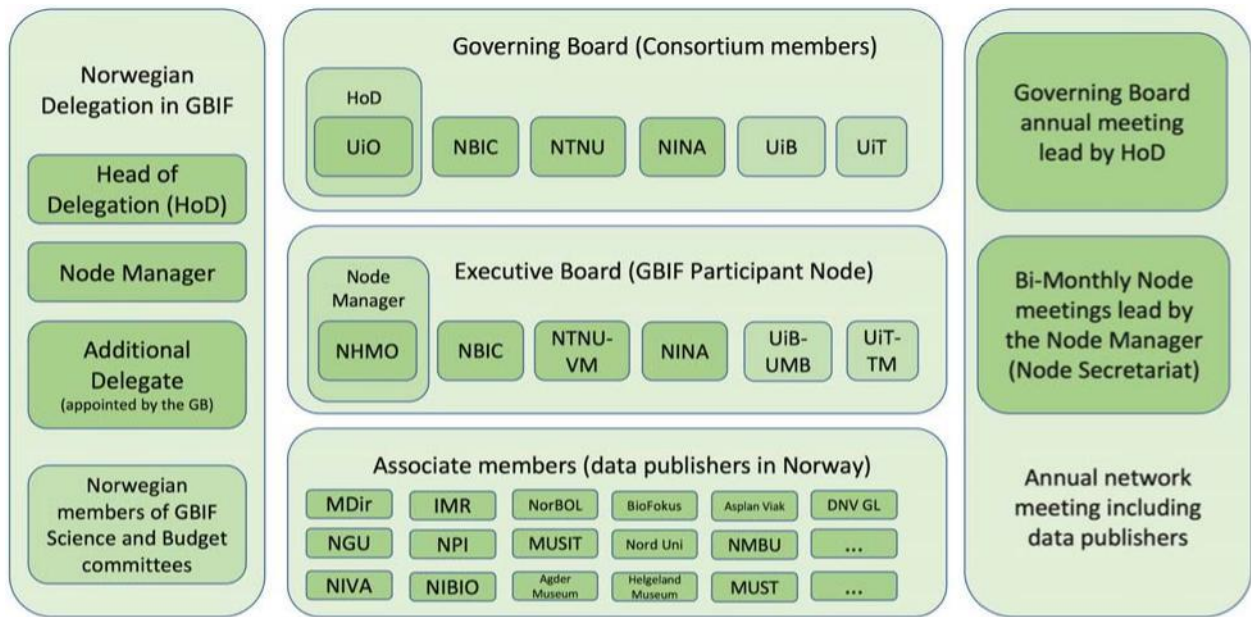 Norwegian
Delegation in GBIF
Head of
Delegation (HoD)
Node Manager
Additional
Delegate
(appointed by the GB)
Norwegian
members of GBIF
Science and Budget
committees
Governing Board (Consortium members)
HoD
UiO
NBIC
NTNU
NINA
UiB
UiT
Executive Board (GBIF Participant Node)
Node
Manager
NHMO
NBIC
NTNU-
VM
NINA
UiB-
UMB
UiT-
TM
Associate members (data publishers in Norway)
MDir
IMR
NorBOL
BioFokus
Asplan Viak
DNV GL
NGU
NPI
MUSIT
Nord Uni
NMBU
...
NIVA
NIBIO
Agder
Museum
Helgeland
Museum
MUST
...
Governing Board
annual meeting
lead by HoD
Bi-Monthly Node
meetings lead by
the Node Manager
(Node Secretariat)
Annual network
meeting including
data publishers